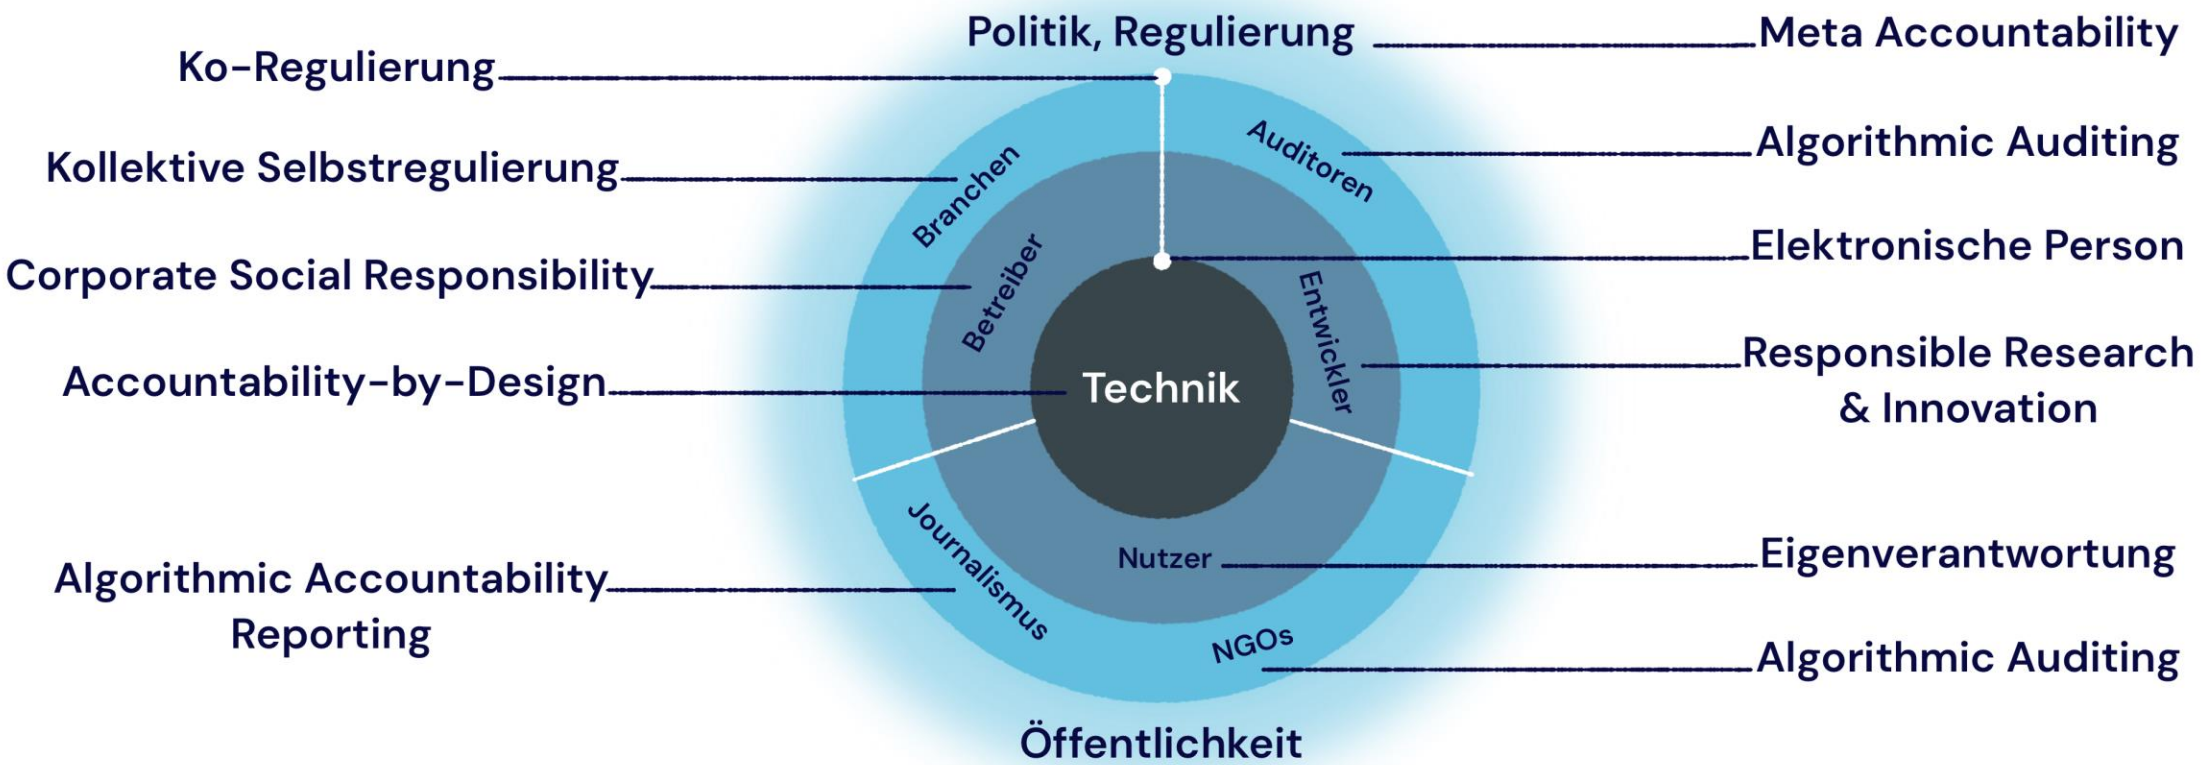 Politik, Regulierung
Meta Accountability
Ko-Regulierung
Auditoren
Algorithmic Auditing
Kollektive Selbstregulierung
Branchen
Elektronische Person
Corporate Social Responsibility
Betreiber
Entwickler
Responsible Research
& Innovation
Accountability-by-Design
Technik
Journalismus
Nutzer
Eigenverantwortung
Algorithmic Accountability
Reporting
NGOs
Algorithmic Auditing
Öffentlichkeit